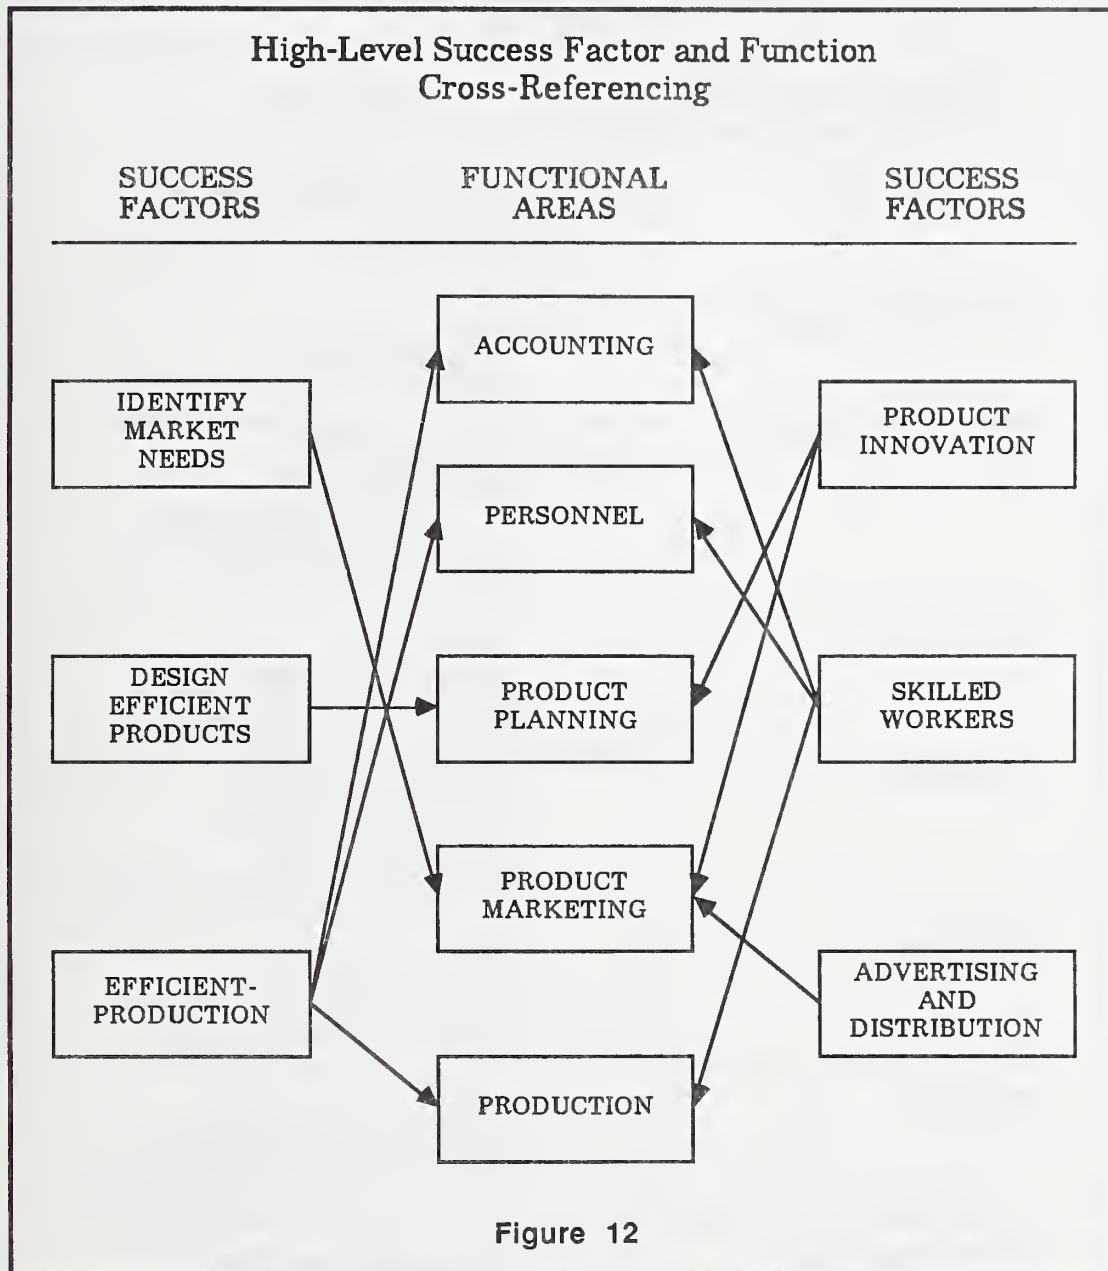 High-Level Success Factor and Function
Cross-Referencing
SUCCESS
FACTORS
FUNCTIONAL
AREAS
SUCCESS
FACTORS
ACCOUNTING
IDENTIFY
MARKET
NEEDS
PRODUCT
INNOVATION
PERSONNEL
DESIGN
EFFICIENT
PRODUCTS
PRODUCT
PLANNING
SKILLED
WORKERS
PRODUCT
MARKETING
EFFICIENT-
PRODUCTION
ADVERTISING
AND
DISTRIBUTION
PRODUCTION
Figure 12